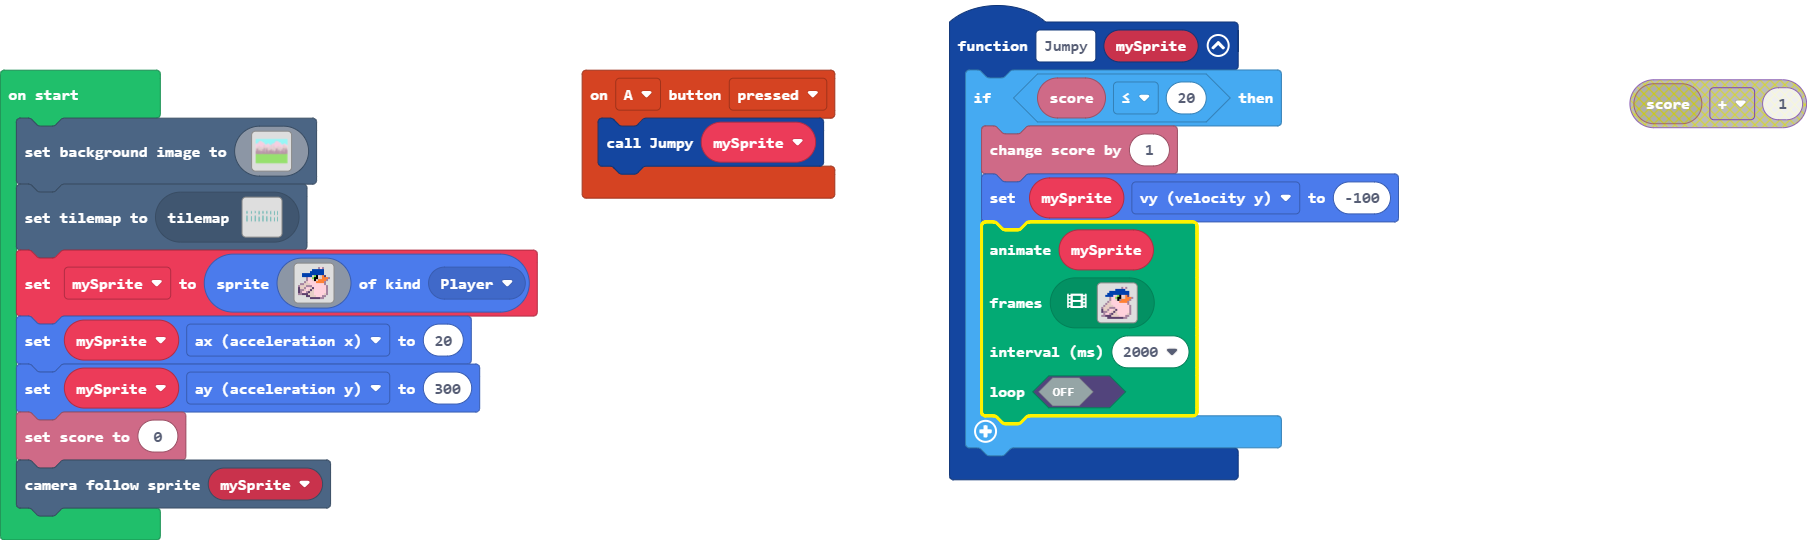 on start
set background image to
set tilemap to tilemap
set mySprite to sprite of kind Player
set mySprite ax (acceleration x) to 20
set mySprite ay (acceleration y) to 300
set score to 0
camera follow sprite mySprite
on A button pressed
call Jumpy mySprite
function Jumpy mySprite
if score ≤ 20 then
change score by 1
set mySprite vy (velocity y) to -100
animate mySprite
frames
interval (ms) 2000
loop OFF
score + 1